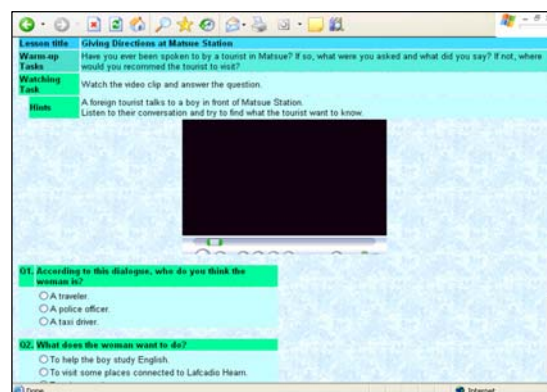 Lesson title Giving Directions at Matsue Station
Warm-up Tasks Have you ever been spoken to by a tourist in Matsue? If so, what were you asked and what did you say? If not, where
would you recommed the tourist to visit?
Watching Task Watch the video clip and answer the question.
Hints A foreign tourist talks to a boy in front of Matsue Station.
Listen to their conversation and try to find what the tourist want to know.
Q1. According to this dialogue, who do you think the
woman is?
A traveler.
A police officer.
A taxi driver.
Q2. What does the woman want to do?
To help the boy study English.
To visit some places connected to Lafcadio Hearn.
Done
Internet